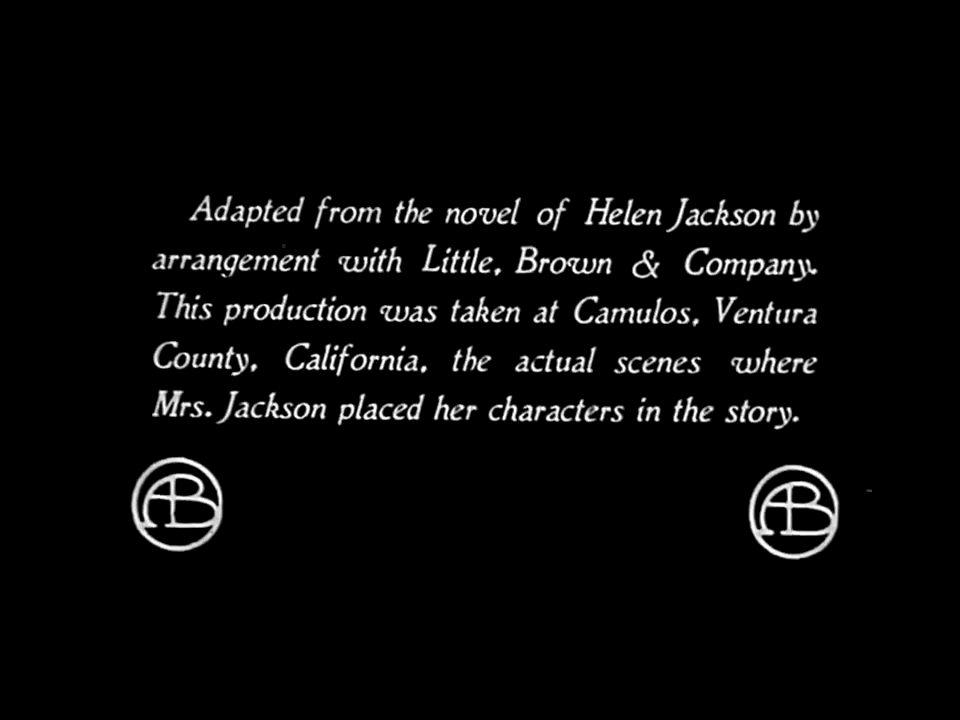 Adapted from the novel of Helen Jackson by
arrangement with Little, Brown & Company.
This production was taken at Camulos, Ventura
County, California, the actual scenes where
Mrs. Jackson placed her characters in the story.
AB
AB